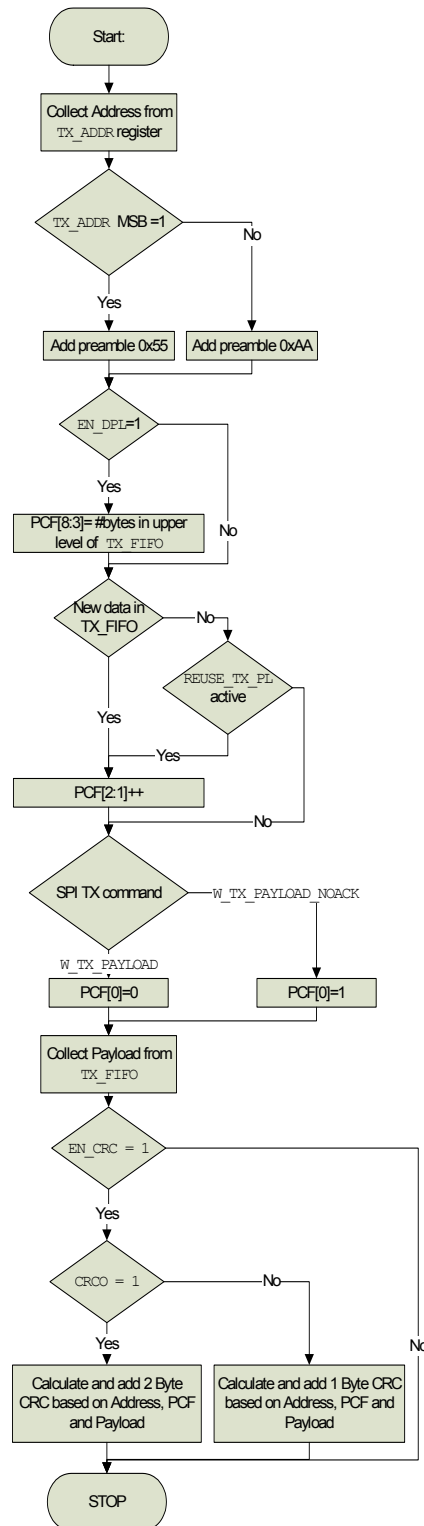 Start:
Collect Address from
TX_ADDR register
TX_ADDR MSB =1
No
Yes
Add preamble 0x55
Add preamble 0xAA
EN_DPL=1
Yes
PCF[8:3]= #bytes in upper
level of TX_FIFO
No
New data in
TX_FIFO
No
REUSE_TX_PL
active
Yes
Yes
PCF[2:1]++
No
SPI TX command
W_TX_PAYLOAD_NOACK
W_TX_PAYLOAD
PCF[0]=0
PCF[0]=1
Collect Payload from
TX_FIFO
EN_CRC = 1
Yes
CRCO = 1
No
Yes
No
Calculate and add 2 Byte
CRC based on Address, PCF
and Payload
Calculate and add 1 Byte CRC
based on Address, PCF and
Payload
STOP